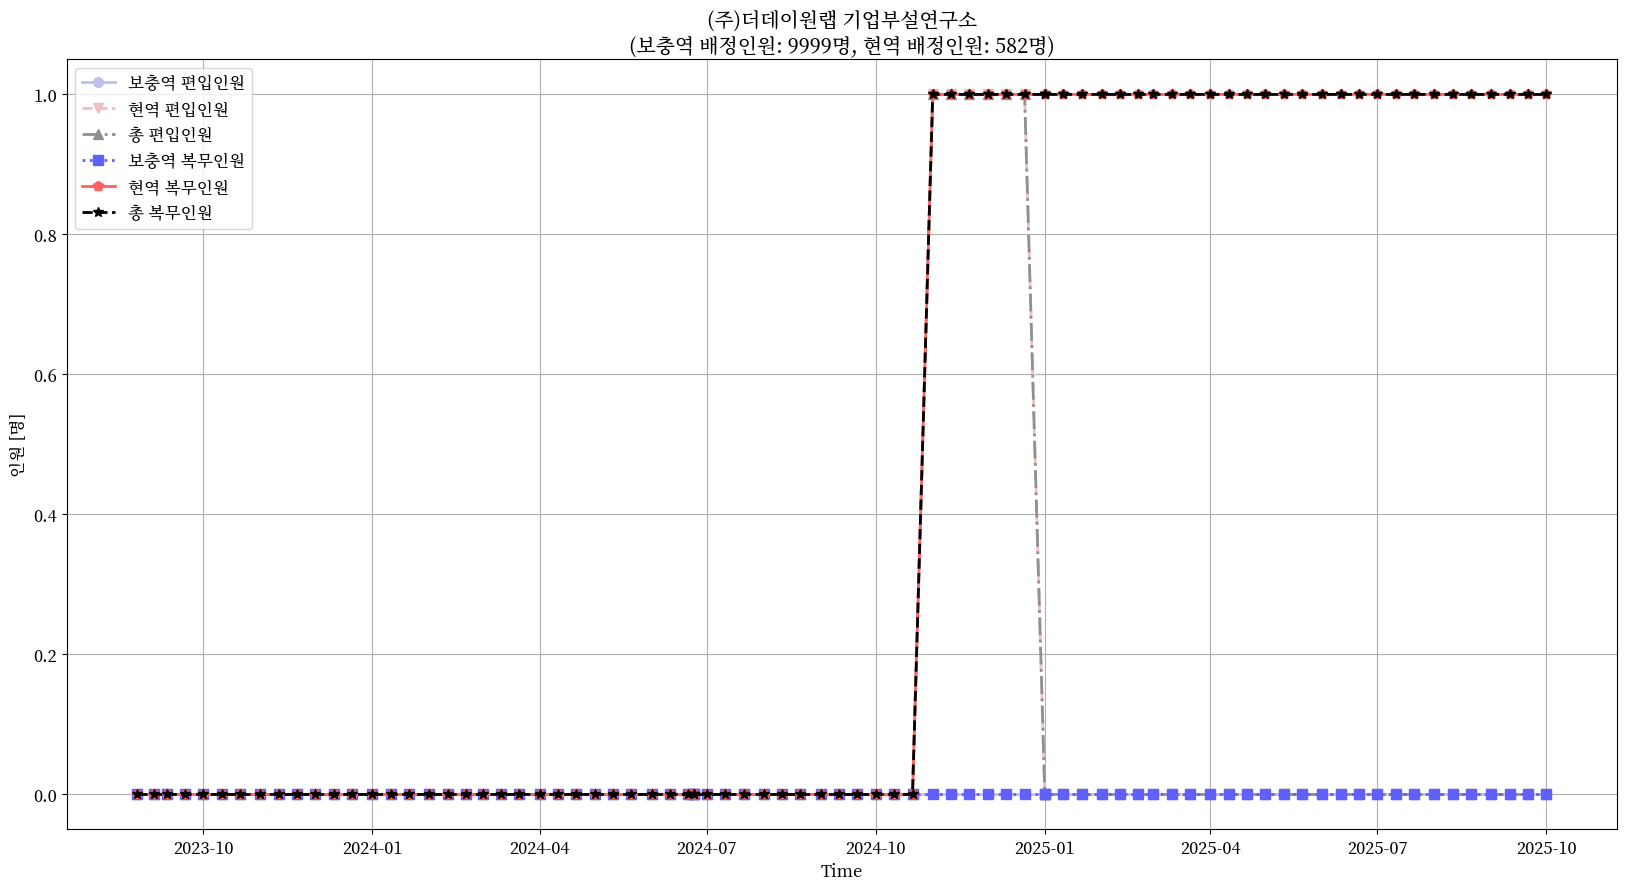 (주)더데이원랩 기업부설연구소
(보충역 배정인원: 9999명, 현역 배정인원: 582명)
보충역 편입인원
현역 편입인원
총 편입인원
보충역 복무인원
현역 복무인원
총 복무인원
1.0
0.8
0.6
0.4
0.2
0.0
인원 [명]
2023-10
2024-01
2024-04
2024-07
2024-10
2025-01
2025-04
2025-07
2025-10
Time